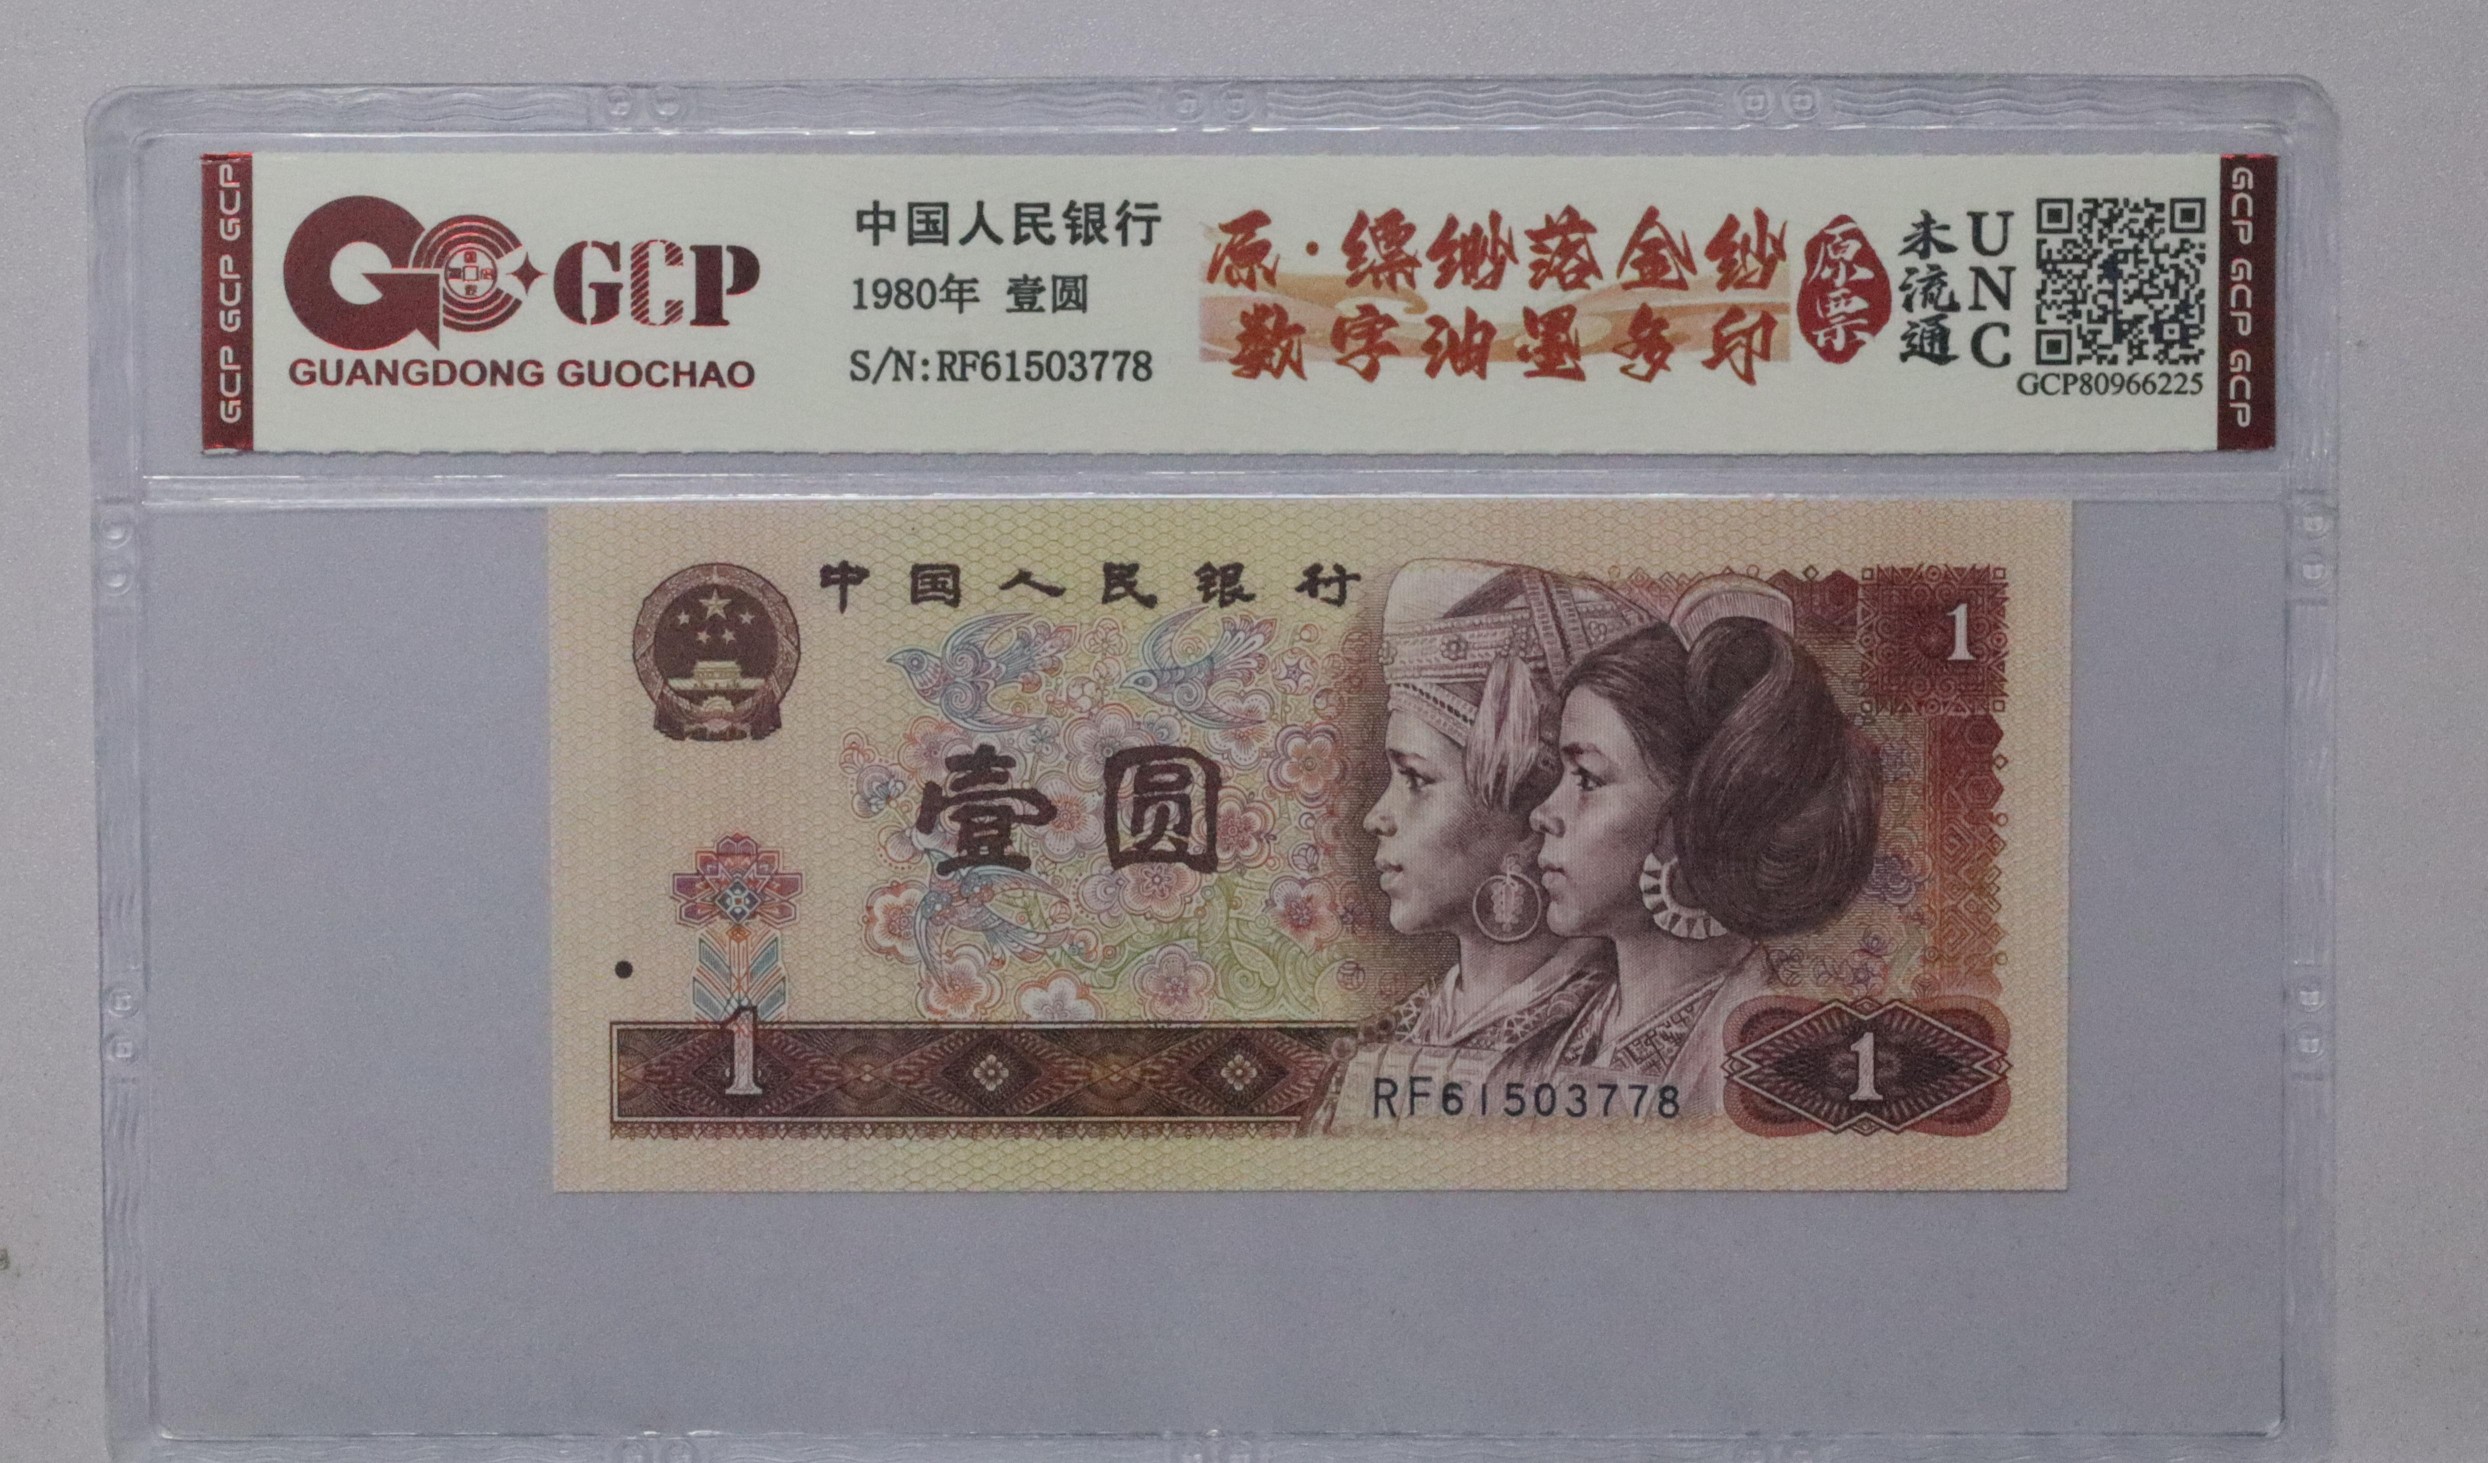 GCP GCP GCP
GCP
GUANGDONG GUOCHAO
中国人民银行
1980年 壹圆
S/N:RF61503778
原·缥缈落金纱
数字油墨多印
原票
未流通
UNC
GCP80966225
GCP GCP GCP
中国人民银行
1
壹圆
1
RF61503778
1